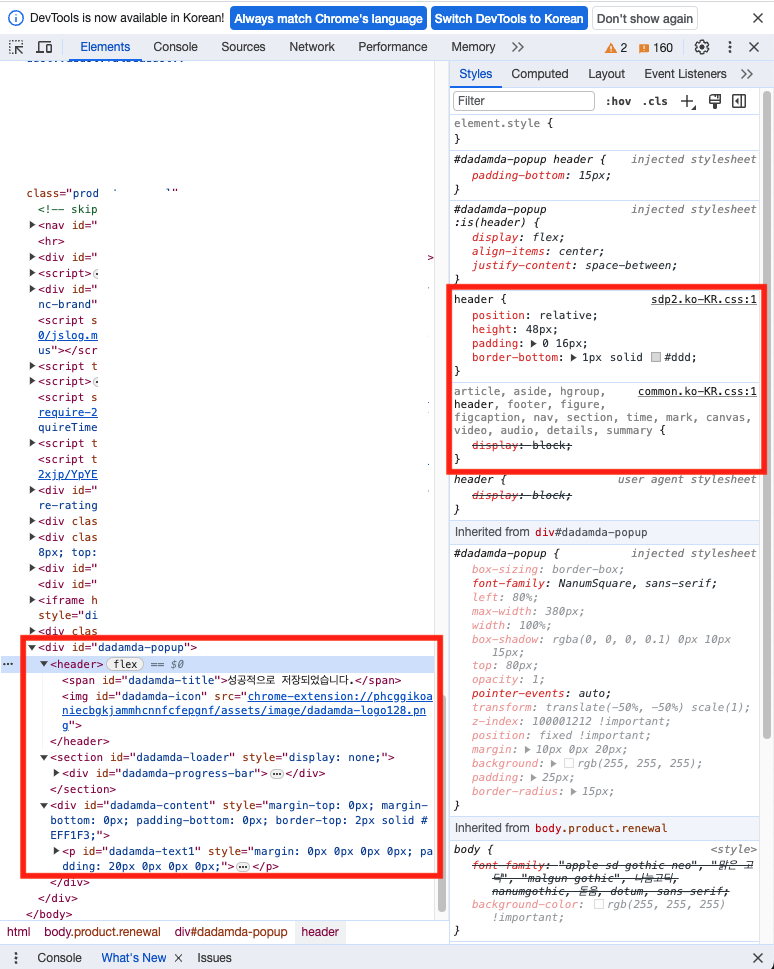 DevTools is now available in Korean!
Always match Chrome's language
Switch DevTools to Korean
Don't show again
Elements
Console
Sources
Network
Performance
Memory
2
160
class="prod
<!-- skip
<nav id="
<hr>
<div id="
>
<script>
<div id="
nc-brand"
<script s
0/jslog.m
us"></scr
<script t
<script>
<script s
require-2
quireTime
<script t
<script t
2xjp/YpYE
<div id="
re-rating
<div clas
<div clas
8px; top:
<div id="
<div id="
<iframe h
style="di
<div clas
<div id="dadamda-popup">
<header> flex == $0
<span id="dadamda-title">성공적으로 저장되었습니다.</span>
<img id="dadamda-icon" src="chrome-extension://phcggikoa
niecbgkjammhcnnfcfepgnf/assets/image/dadamda-logo128.pn
g">
</header>
<section id="dadamda-loader" style="display: none;">
<div id="dadamda-progress-bar"> … </div>
</section>
<div id="dadamda-content" style="margin-top: 0px; margin-
bottom: 0px; padding-bottom: 0px; border-top: 2px solid #
EFF1F3;">
<p id="dadamda-text1" style="margin: 0px 0px 0px 0px; pa
dding: 20px 0px 0px 0px;"> … </p>
</div>
</div>
</body>
html body.product.renewal div#dadamda-popup header
Styles
Computed
Layout
Event Listeners
Filter
:hov .cls
element.style {
}
#dadamda-popup header { injected stylesheet
padding-bottom: 15px;
}
#dadamda-popup injected stylesheet
:is(header) {
display: flex;
align-items: center;
justify-content: space-between;
}
header { sdp2.ko-KR.css:1
position: relative;
height: 48px;
padding: 0 16px;
border-bottom: 1px solid #ddd;
}
article, aside, hgroup, common.ko-KR.css:1
header, footer, figure,
figcaption, nav, section, time, mark, canvas,
video, audio, details, summary {
display: block;
}
header { user agent stylesheet
display: block;
}
Inherited from div#dadamda-popup
#dadamda-popup { injected stylesheet
box-sizing: border-box;
font-family: NanumSquare, sans-serif;
left: 80%;
max-width: 380px;
width: 100%;
box-shadow: rgba(0, 0, 0, 0.1) 0px 10px
15px;
top: 80px;
opacity: 1;
pointer-events: auto;
transform: translate(-50%, -50%) scale(1);
z-index: 100001212 !important;
position: fixed !important;
margin: 10px 0px 20px;
background: rgb(255, 255, 255);
padding: 25px;
border-radius: 15px;
}
Inherited from body.product.renewal
body { <style>
font-family: "apple sd gothic neo", "맑은 고
딕", "malgun gothic", 나눔고딕,
nanumgothic, 돋움, dotum, sans-serif;
background-color: rgb(255, 255, 255)
!important;
}
Console
What's New
Issues